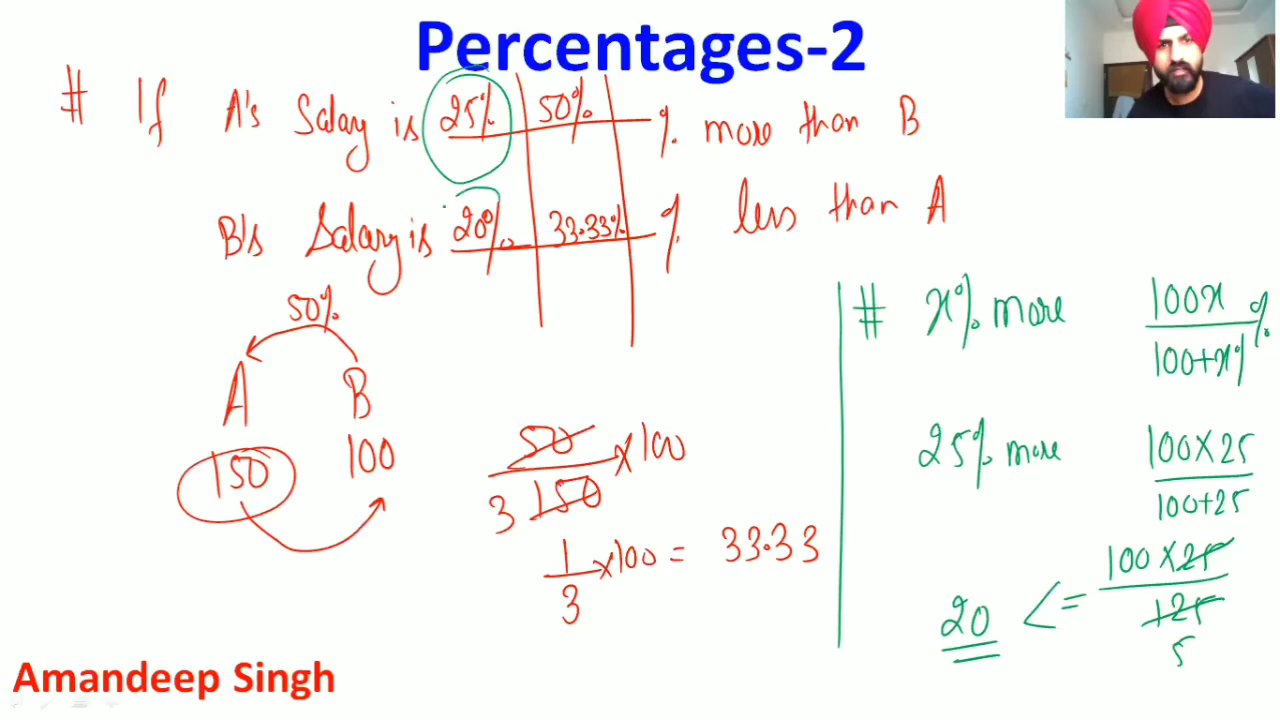 Percentages-2
# If A's Salary is 25% 50% % more than B
B's Salary is 20% 33.33% % less than A
50%
A B
150 100
50/150 × 100
3
1/3 × 100 = 33.33
# x% more 100x/100+x% %
25% more 100×25/100+25
20 <= 100×25/125
5
Amandeep Singh